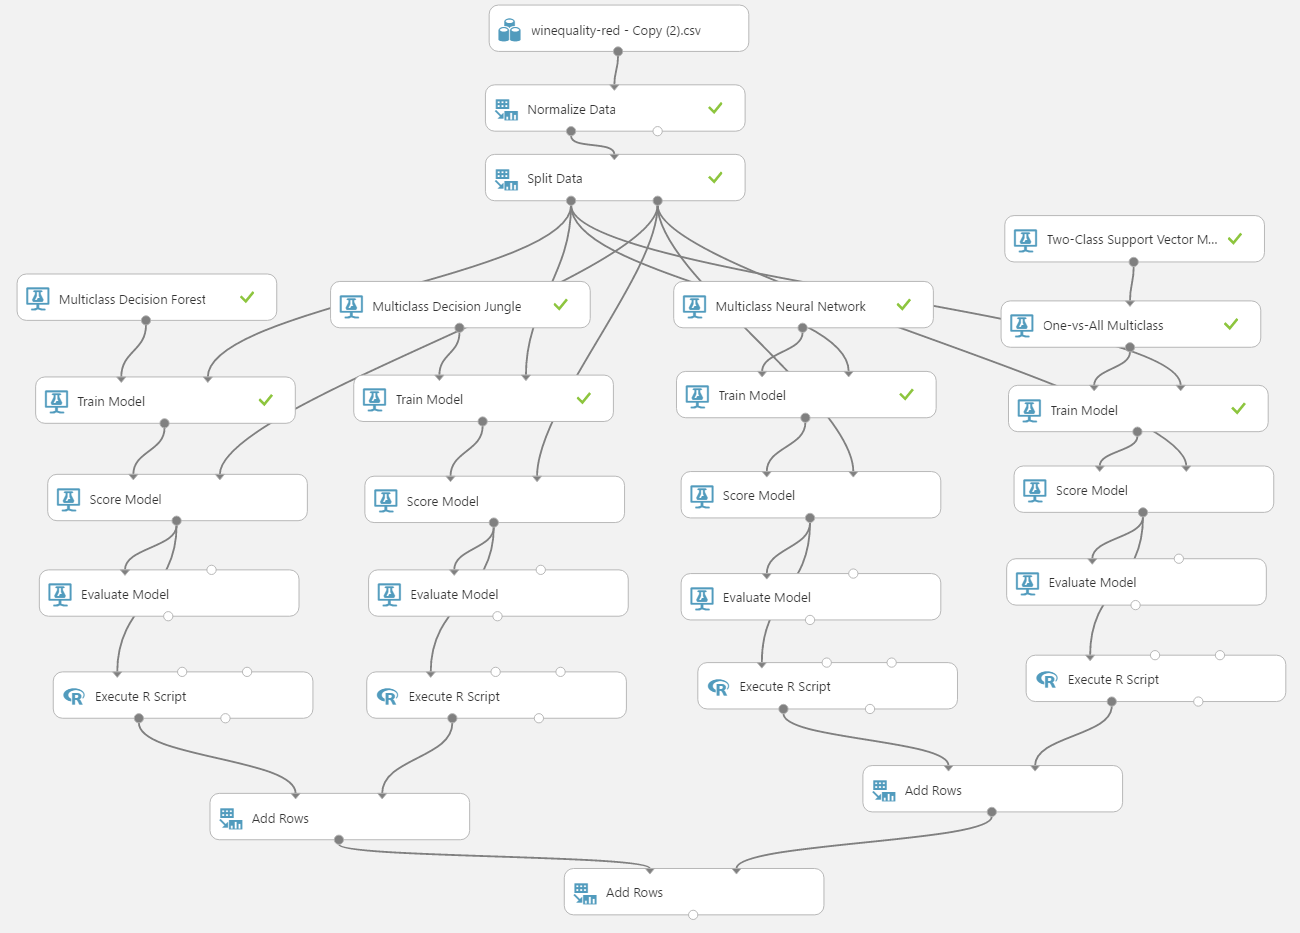 winequality-red - Copy (2).csv
Normalize Data
Split Data
Two-Class Support Vector M...
Multiclass Decision Forest
Multiclass Decision Jungle
Multiclass Neural Network
One-vs-All Multiclass
Train Model
Train Model
Train Model
Train Model
Score Model
Score Model
Score Model
Score Model
Evaluate Model
Evaluate Model
Evaluate Model
Evaluate Model
Execute R Script
Execute R Script
Execute R Script
Execute R Script
Add Rows
Add Rows
Add Rows